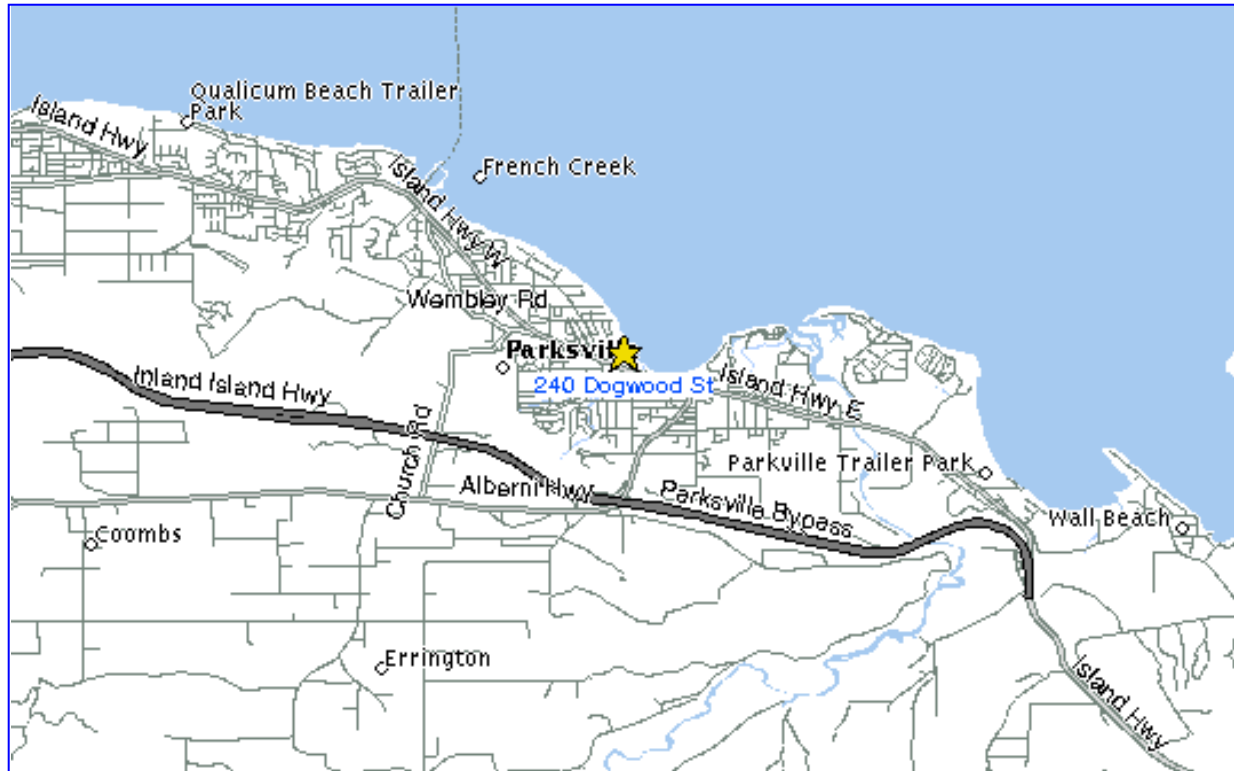 Qualicum Beach Trailer
Park
Island Hwy
French Creek
Island Hwy W
Wembley Rd
Parksville
240 Dogwood St
Island Hwy E
Inland Island Hwy
Church Rd
Alberni Hwy
Parksville Bypass
Parkville Trailer Park
Wall Beach
Coombs
Errington
Island Hwy